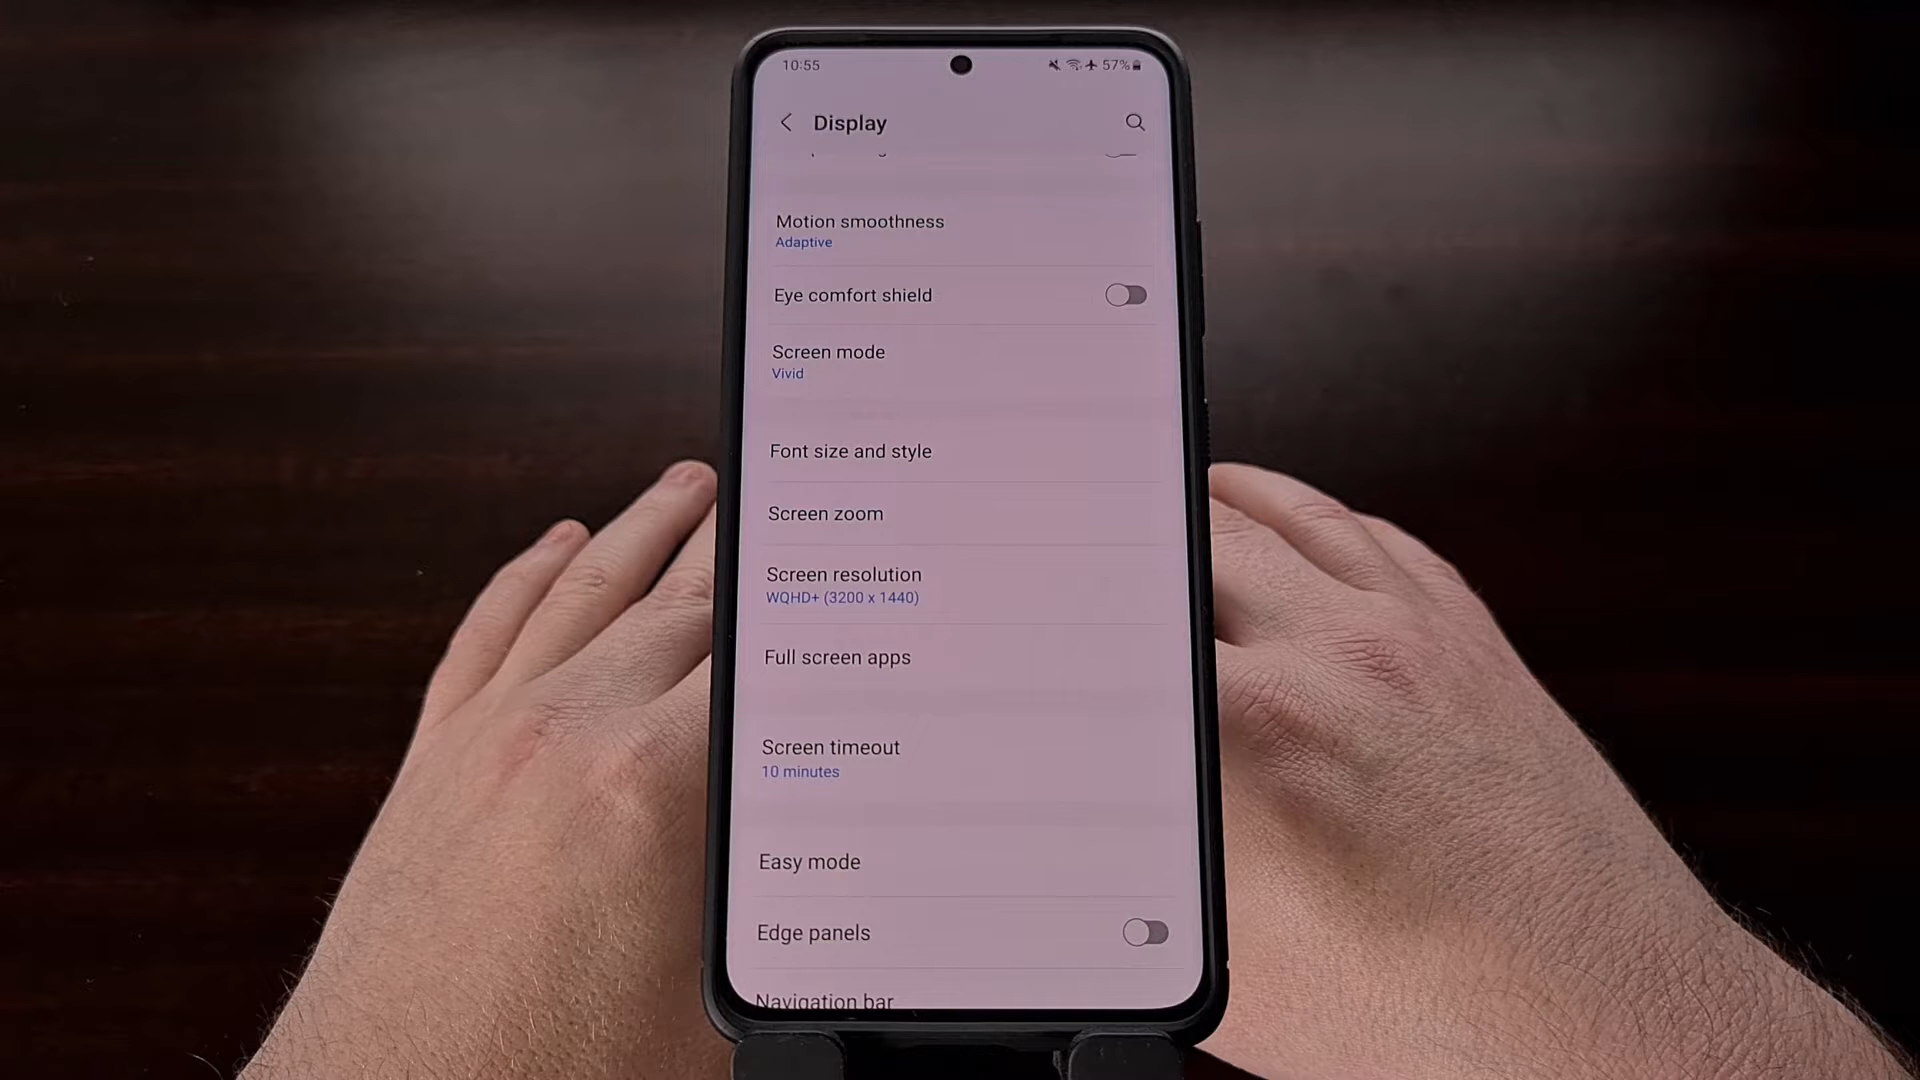 10:55
57%
Display
Motion smoothness
Adaptive
Eye comfort shield
Screen mode
Vivid
Font size and style
Screen zoom
Screen resolution
WQHD+ (3200 x 1440)
Full screen apps
Screen timeout
10 minutes
Easy mode
Edge panels
Navigation bar